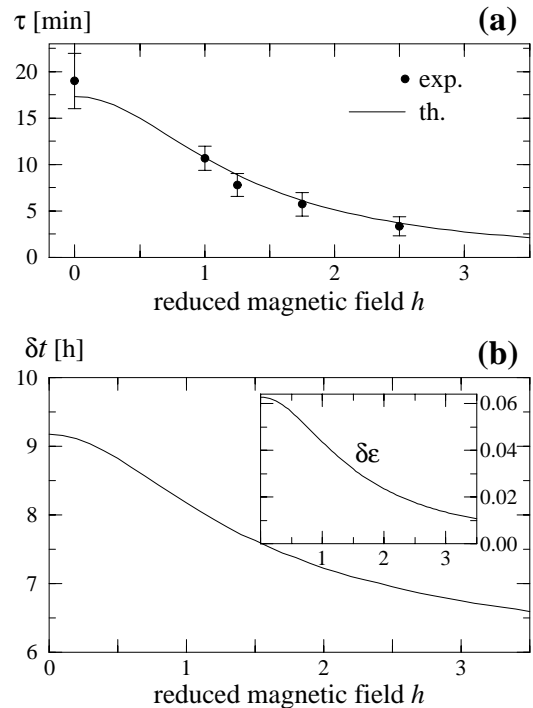 τ [min]
(a)
20
15
10
5
0
exp.
th.
0 1 2 3
reduced magnetic field h
δt [h]
(b)
10
9
8
7
6
0.06
0.04
0.02
0.00
δε
1 2 3
0 1 2 3
reduced magnetic field h